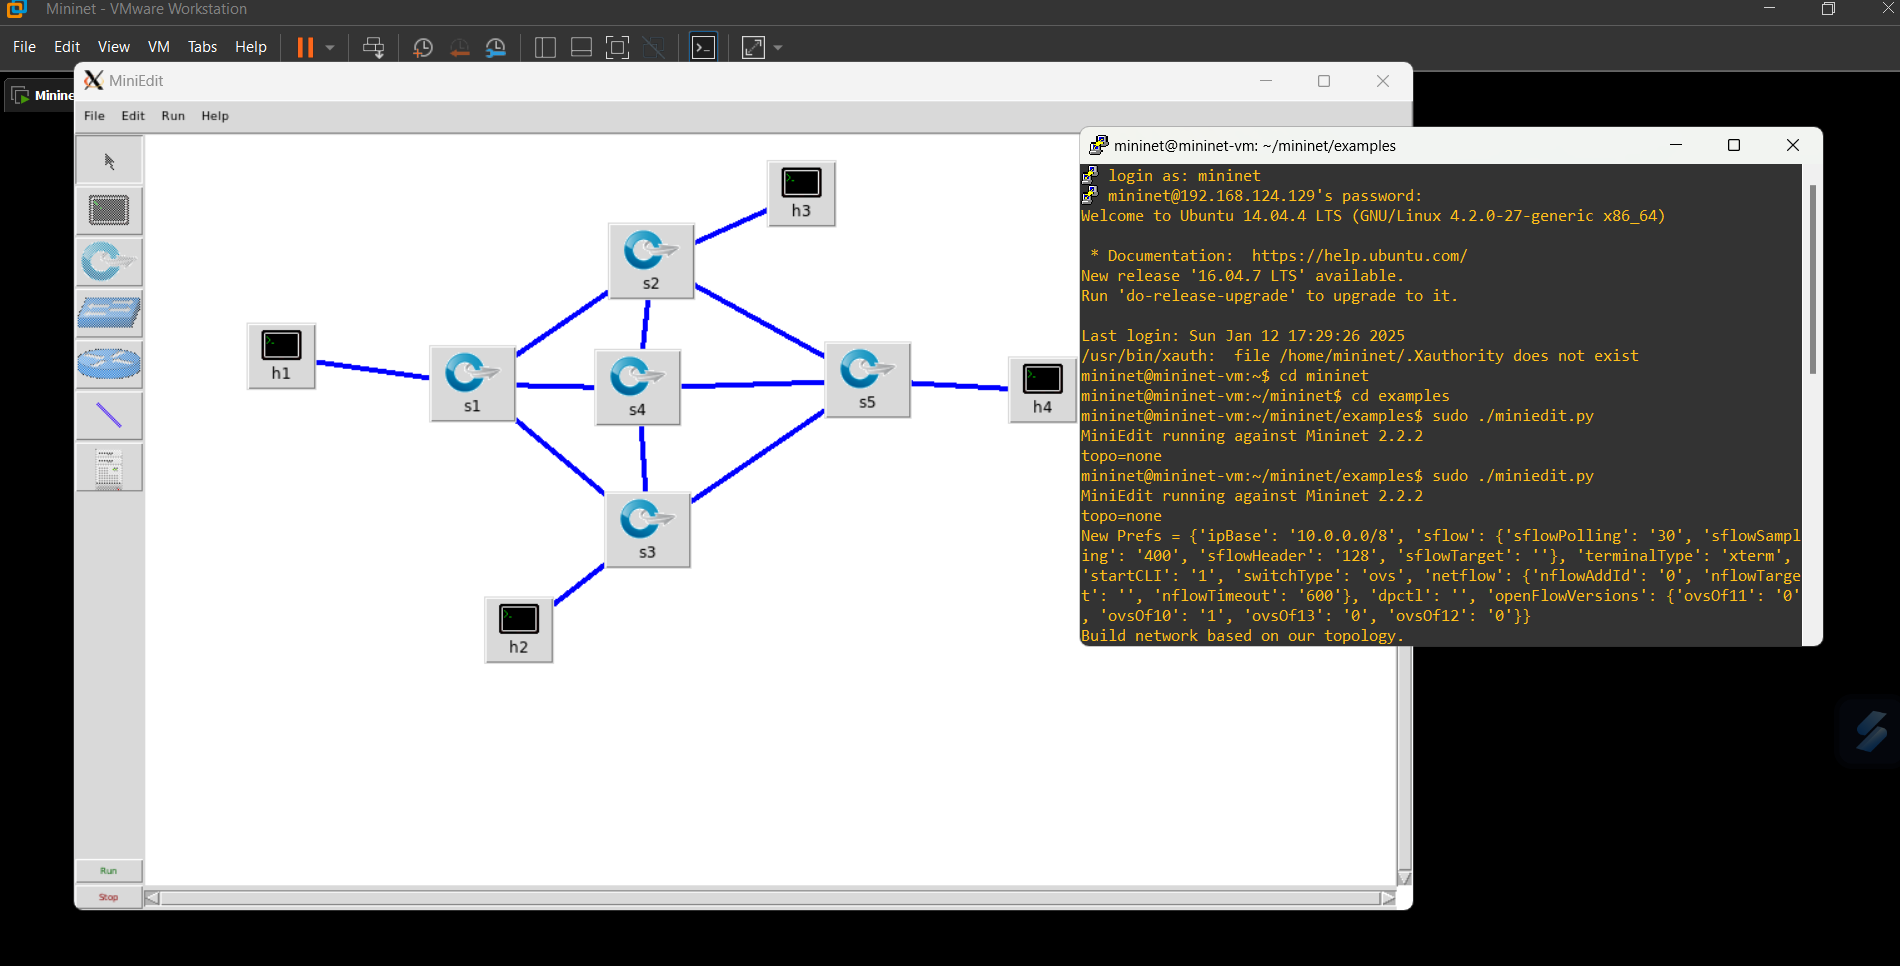 Mininet - VMware Workstation
File Edit View VM Tabs Help
Minine
MiniEdit
File Edit Run Help
h3
s2
h1
s1
s4
s5
h4
s3
h2
Run
Stop
mininet@mininet-vm: ~/mininet/examples
login as: mininet
mininet@192.168.124.129's password:
Welcome to Ubuntu 14.04.4 LTS (GNU/Linux 4.2.0-27-generic x86_64)
* Documentation:  https://help.ubuntu.com/
New release '16.04.7 LTS' available.
Run 'do-release-upgrade' to upgrade to it.
Last login: Sun Jan 12 17:29:26 2025
/usr/bin/xauth:  file /home/mininet/.Xauthority does not exist
mininet@mininet-vm:~$ cd mininet
mininet@mininet-vm:~/mininet$ cd examples
mininet@mininet-vm:~/mininet/examples$ sudo ./miniedit.py
MiniEdit running against Mininet 2.2.2
topo=none
mininet@mininet-vm:~/mininet/examples$ sudo ./miniedit.py
MiniEdit running against Mininet 2.2.2
topo=none
New Prefs = {'ipBase': '10.0.0.0/8', 'sflow': {'sflowPolling': '30', 'sflowSampl
ing': '400', 'sflowHeader': '128', 'sflowTarget': ''}, 'terminalType': 'xterm',
'startCLI': '1', 'switchType': 'ovs', 'netflow': {'nflowAddId': '0', 'nflowTarge
t': '', 'nflowTimeout': '600'}, 'dpctl': '', 'openFlowVersions': {'ovsOf11': '0'
, 'ovsOf10': '1', 'ovsOf13': '0', 'ovsOf12': '0'}}
Build network based on our topology.